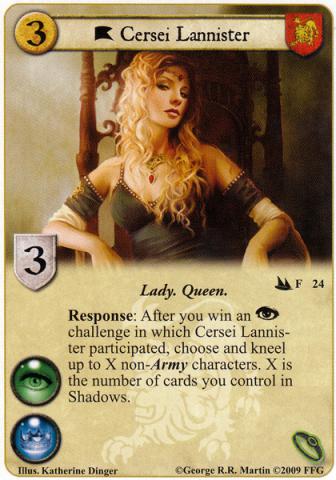 3 Cersei Lannister
3
Lady. Queen.
F 24
Response: After you win an
challenge in which Cersei Lannis-
ter participated, choose and kneel
up to X non-Army characters. X is
the number of cards you control in
Shadows.
Illus. Katherine Dinger
©George R.R. Martin ©2009 FFG